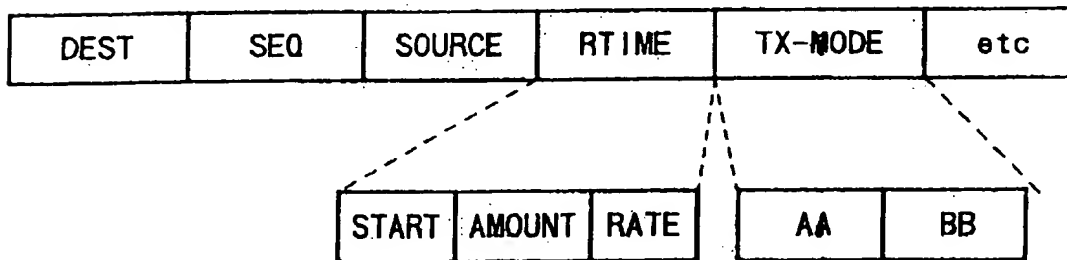 DEST SEQ SOURCE RTIME TX-MODE etc
START AMOUNT RATE AA BB